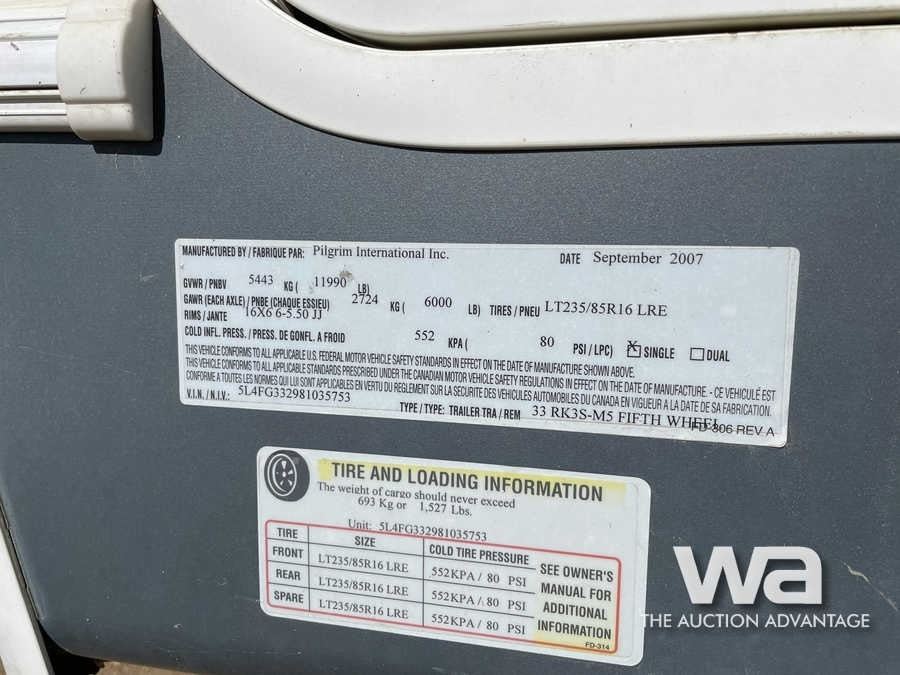 MANUFACTURED BY / FABRIQUE PAR: Pilgrim International Inc. DATE September 2007
GVWR / PNBV 5443 KG ( 11990 LB)
GAWR (EACH AXLE) / PNBE (CHAQUE ESSIEU) 2724 KG ( 6000 LB) TIRES / PNEU LT235/85R16 LRE
RIMS / JANTE 16X6 6-5.50 JJ
COLD INFL. PRESS. / PRESS. DE GONFL. A FROID 552 KPA ( 80 PSI / LPC) X SINGLE DUAL
THIS VEHICLE CONFORMS TO ALL APPLICABLE U.S. FEDERAL MOTOR VEHICLE SAFETY STANDARDS IN EFFECT ON THE DATE OF MANUFACTURE SHOWN ABOVE.
THIS VEHICLE CONFORMS TO ALL APPLICABLE STANDARDS PRESCRIBED UNDER THE CANADIAN MOTOR VEHICLE SAFETY REGULATIONS IN EFFECT ON THE DATE OF MANUFACTURE. - CE VÉHICULE EST
CONFORME A TOUTES LES NORMES QUI LUI SONT APPLICABLES EN VERTU DU REGLEMENT SUR LA SECURITE DES VEHICULES AUTOMOBILES DU CANADA EN VIGUEUR A LA DATE DE SA FABRICATION.
V.I.N. / N.I.V.: 5L4FG332981035753
TYPE / TYPE: TRAILER TRA / REM 33 RK3S-M5 FIFTH WHEEL
FD-306 REV A
TIRE AND LOADING INFORMATION
The weight of cargo should never exceed
693 Kg or 1,527 Lbs.
Unit: 5L4FG332981035753
TIRE SIZE COLD TIRE PRESSURE
FRONT LT235/85R16 LRE 552KPA / 80 PSI
REAR LT235/85R16 LRE 552KPA / 80 PSI
SPARE LT235/85R16 LRE 552KPA / 80 PSI
SEE OWNER'S
MANUAL FOR
ADDITIONAL
INFORMATION
FD-314
wa
THE AUCTION ADVANTAGE